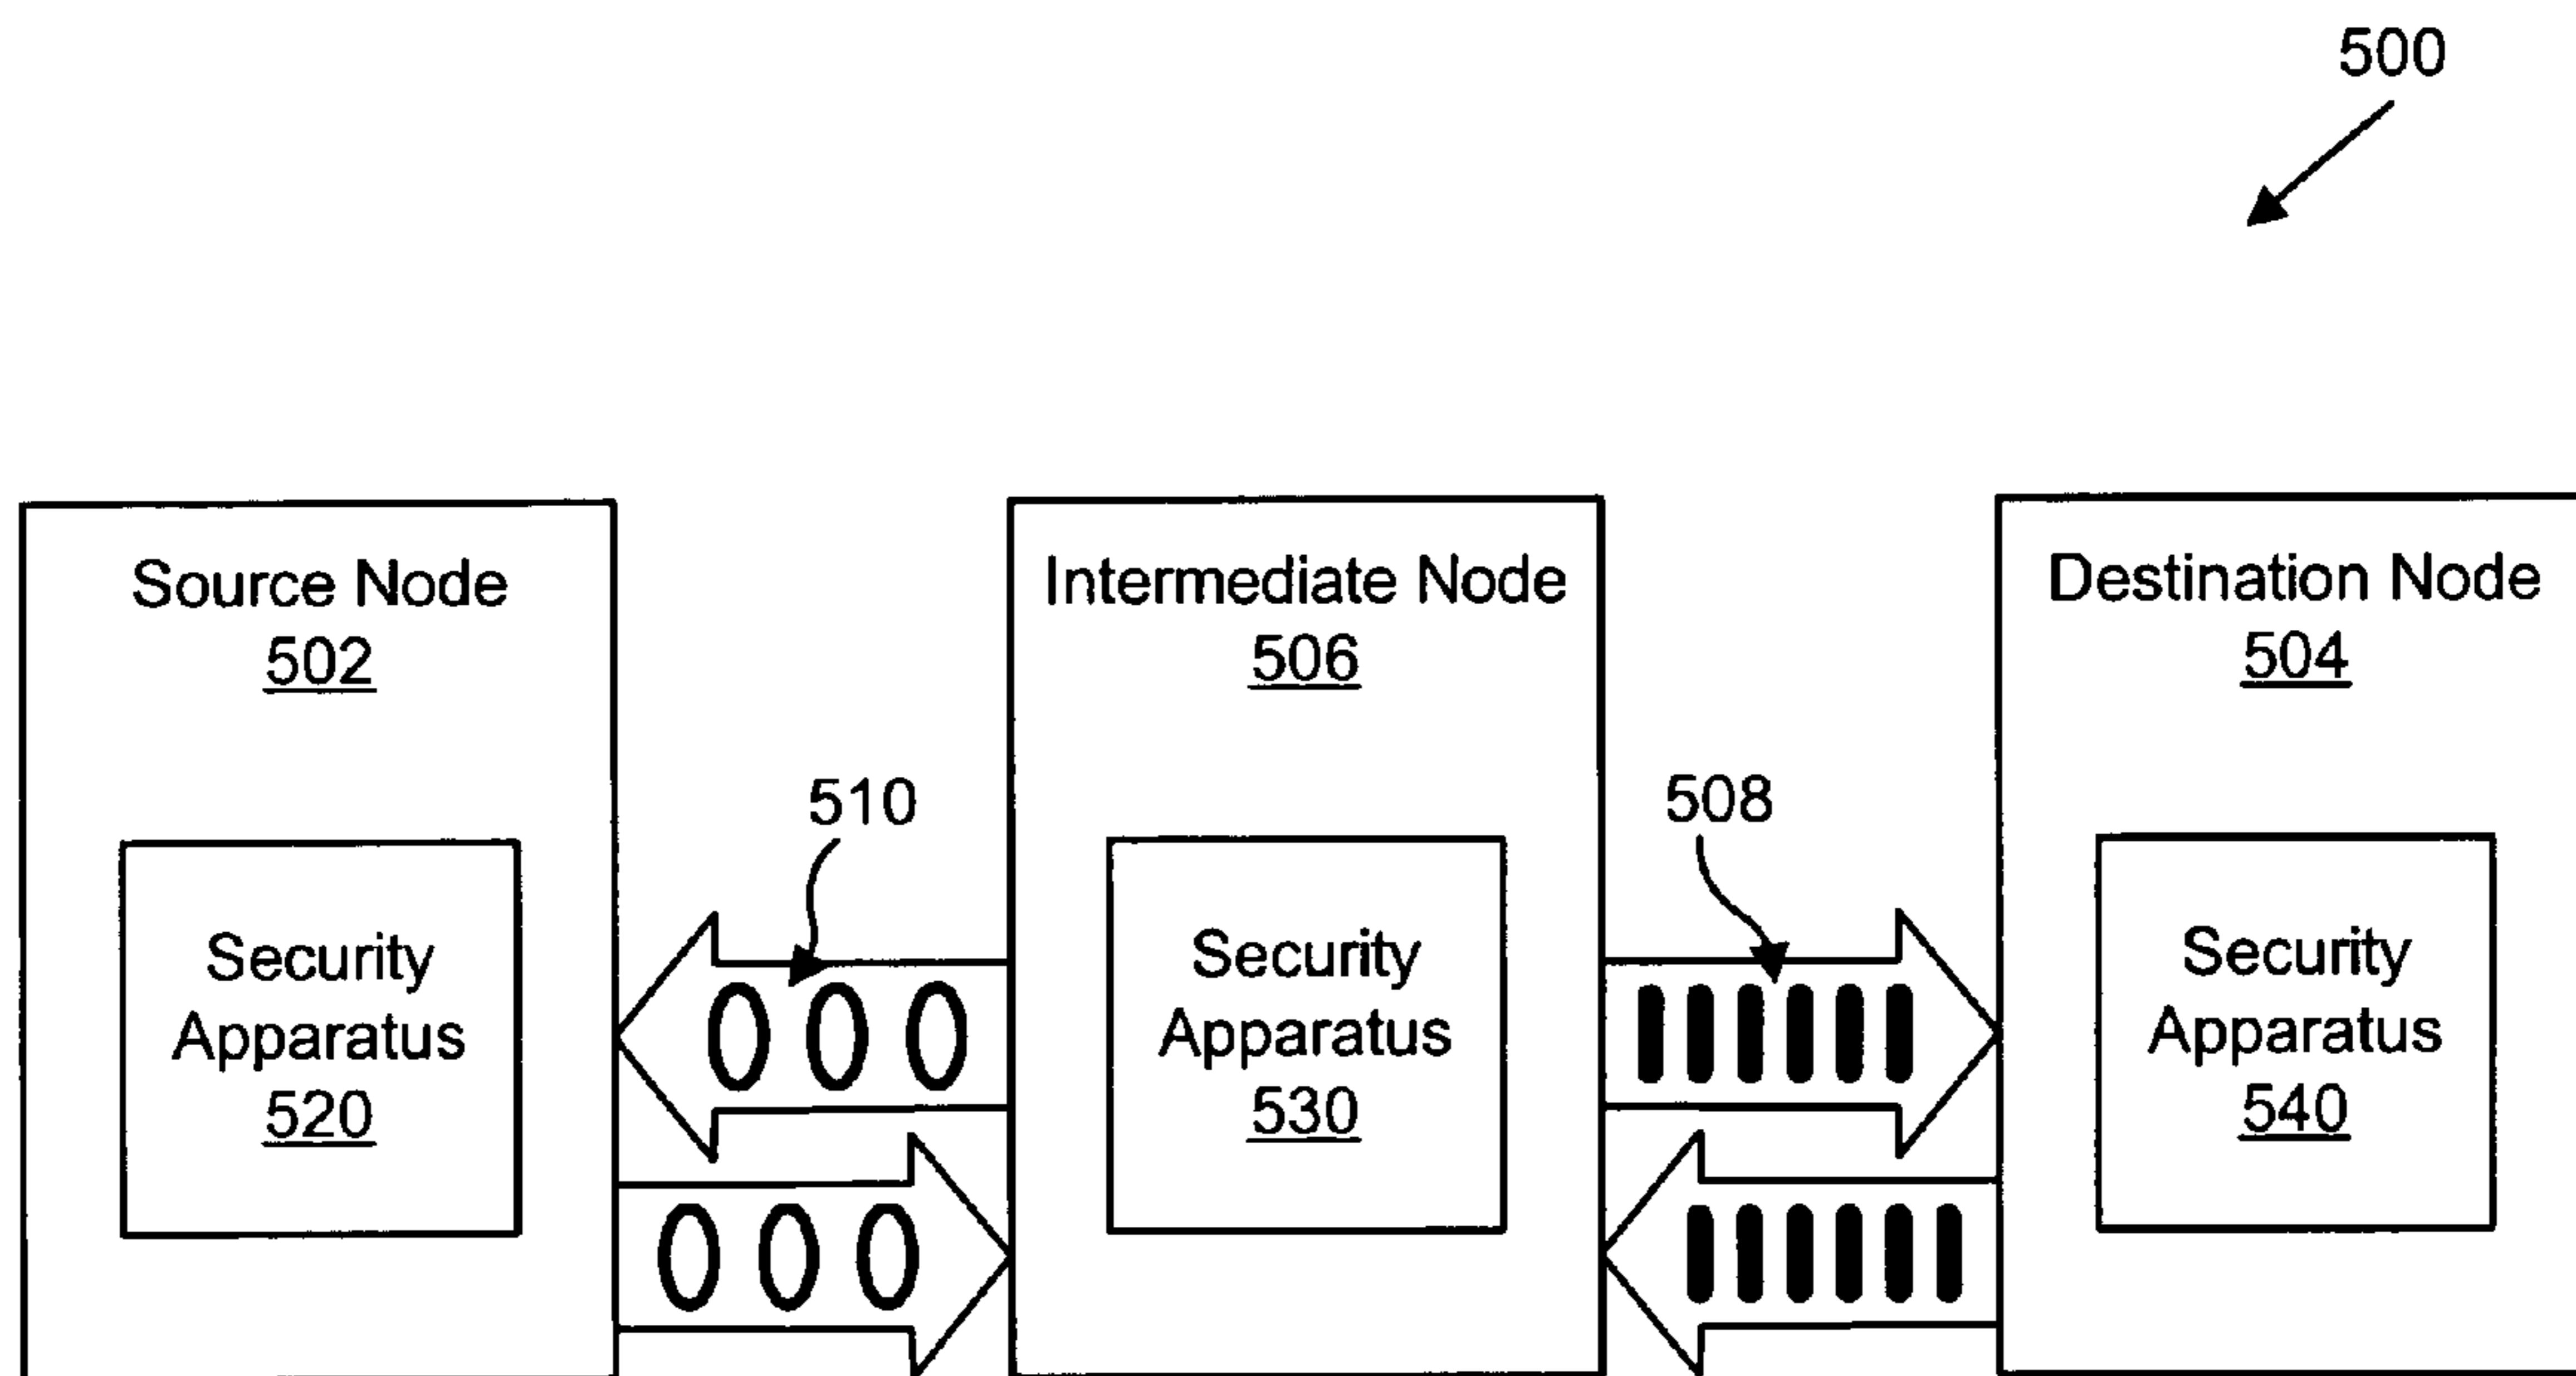 500
Source Node
502
Intermediate Node
506
Destination Node
504
510
508
Security
Apparatus
520
Security
Apparatus
530
Security
Apparatus
540